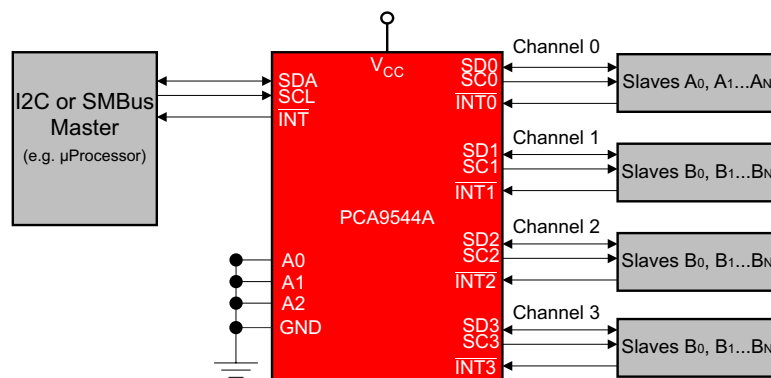 I2C or SMBus
Master
(e.g. µProcessor)
VCC
SDA
SCL
INT
PCA9544A
A0
A1
A2
GND
Channel 0
SD0
SC0
INT0
Slaves A0, A1...AN
Channel 1
SD1
SC1
INT1
Slaves B0, B1...BN
Channel 2
SD2
SC2
INT2
Slaves B0, B1...BN
Channel 3
SD3
SC3
INT3
Slaves B0, B1...BN